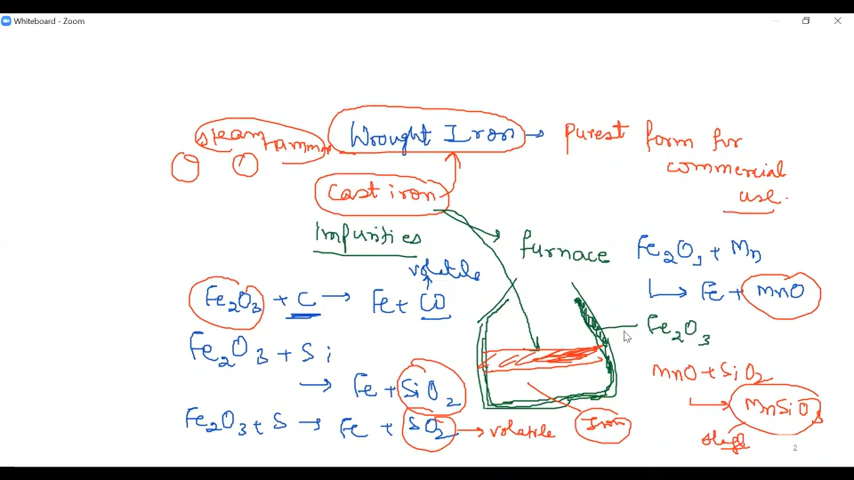 Whiteboard - Zoom
steam hammer
Wrought Iron → purest form for
commercial
use.
Cast iron
Impurities
furnace
volatile
Fe2O3 + C → Fe + CO
Fe2O3 + Si
→ Fe + SiO2
Fe2O3 + S → Fe + SO2 → volatile
Iron
Fe2O3 + Mn
→ Fe + MnO
Fe2O3
MnO + SiO2
→ MnSiO3
slag
2